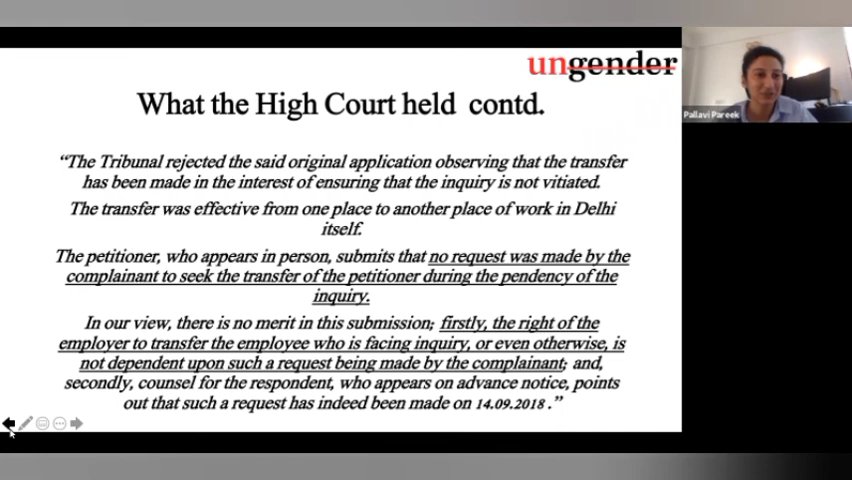 ungender
Pallavi Pareek
What the High Court held contd.
“The Tribunal rejected the said original application observing that the transfer
has been made in the interest of ensuring that the inquiry is not vitiated.
The transfer was effective from one place to another place of work in Delhi
itself.
The petitioner, who appears in person, submits that no request was made by the
complainant to seek the transfer of the petitioner during the pendency of the
inquiry.
In our view, there is no merit in this submission; firstly, the right of the
employer to transfer the employee who is facing inquiry, or even otherwise, is
not dependent upon such a request being made by the complainant; and,
secondly, counsel for the respondent, who appears on advance notice, points
out that such a request has indeed been made on 14.09.2018 .”